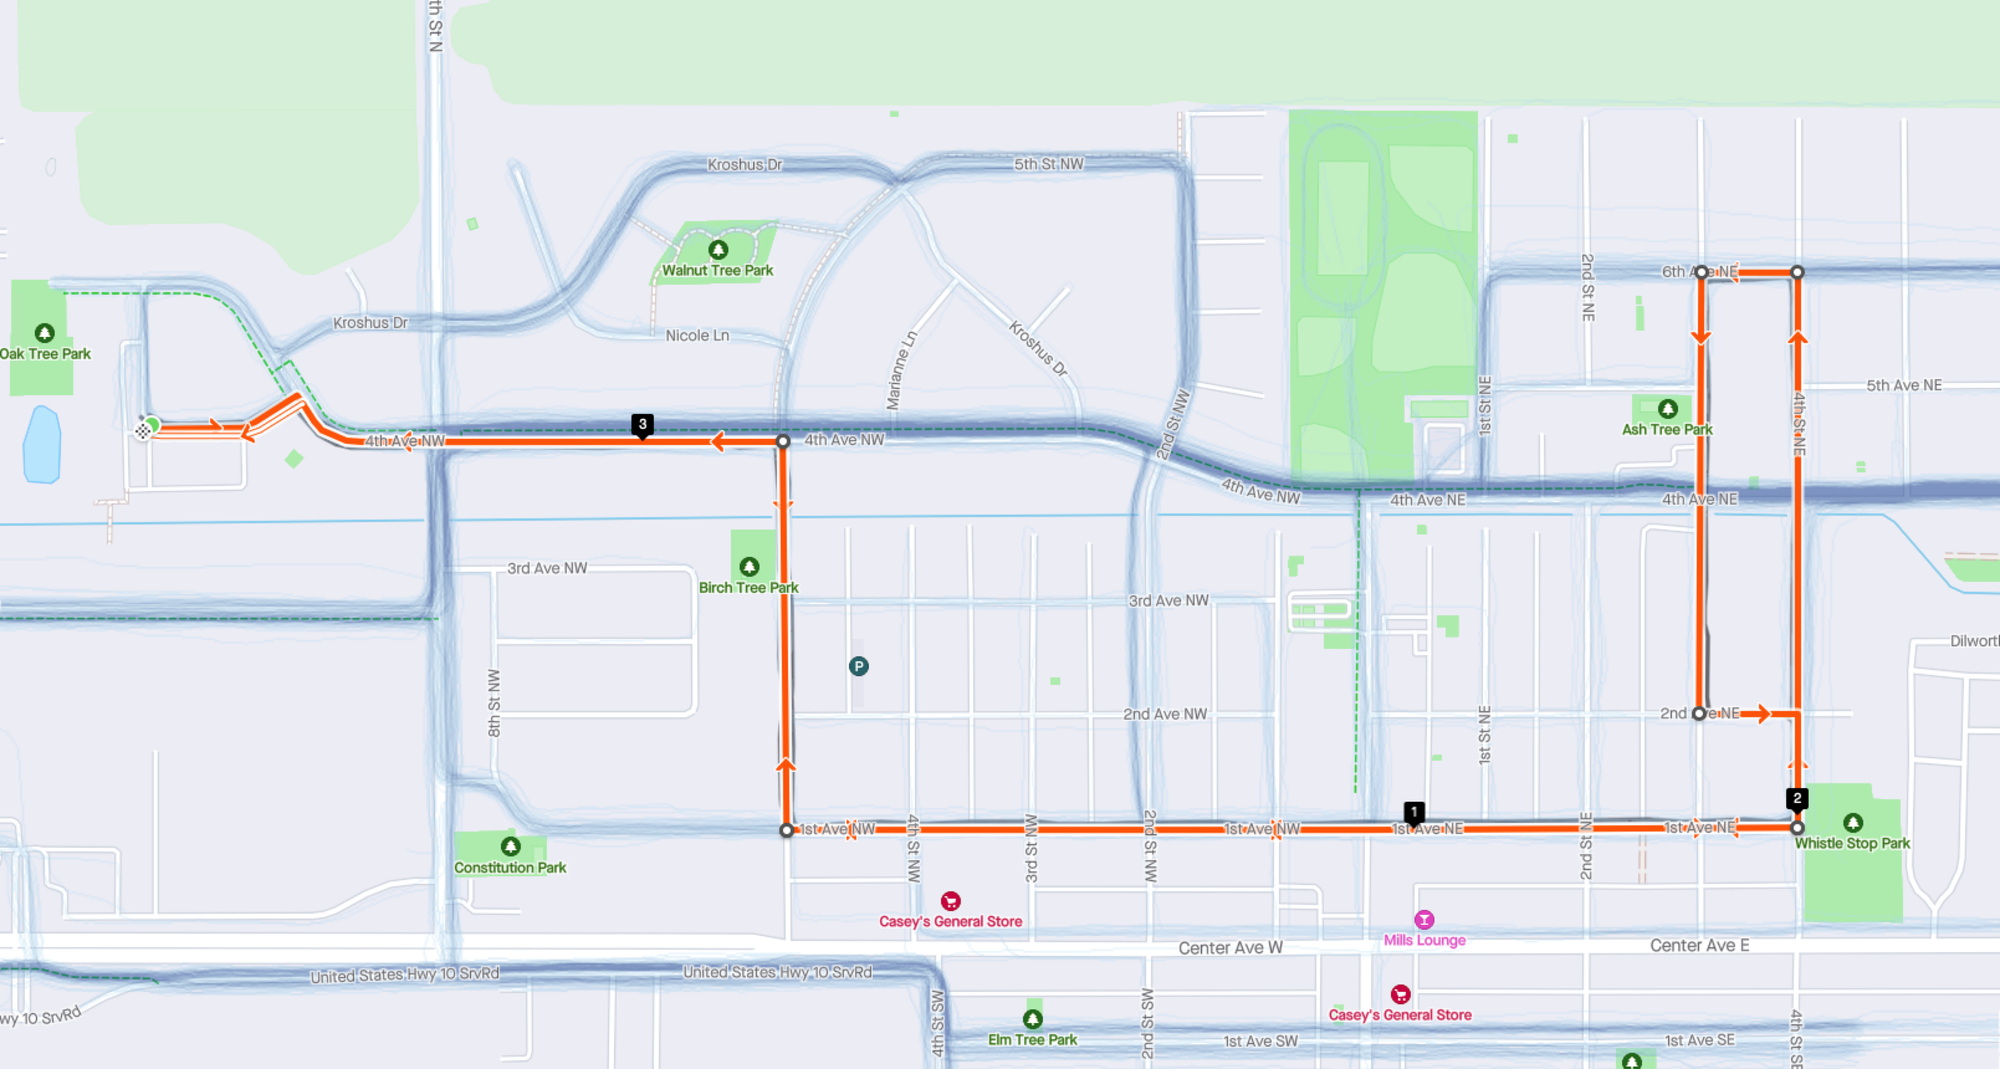 th St N
Kroshus Dr
5th St NW
Walnut Tree Park
6th Ave NE
2nd St NE
Kroshus Dr
Nicole Ln
Marianne Ln
Kroshus Dr
Oak Tree Park
1st St NE
5th Ave NE
4th St NE
Ash Tree Park
2nd St NW
3
4th Ave NW
4th Ave NW
4th Ave NW
4th Ave NE
4th Ave NE
3rd Ave NW
Birch Tree Park
3rd Ave NW
Dilwort
P
8th St NW
2nd Ave NW
1st St NE
2nd Ave NE
1
2
1st Ave NW
4th St NW
3rd St NW
2nd St NW
1st Ave NW
1st Ave NE
2nd St NE
1st Ave NE
Whistle Stop Park
Constitution Park
Casey's General Store
Mills Lounge
Center Ave W
Center Ave E
United States Hwy 10 SrvRd
United States Hwy 10 SrvRd
wy 10 SrvRd
4th St SW
2nd St SW
Casey's General Store
4th St SE
Elm Tree Park
1st Ave SW
1st Ave SE